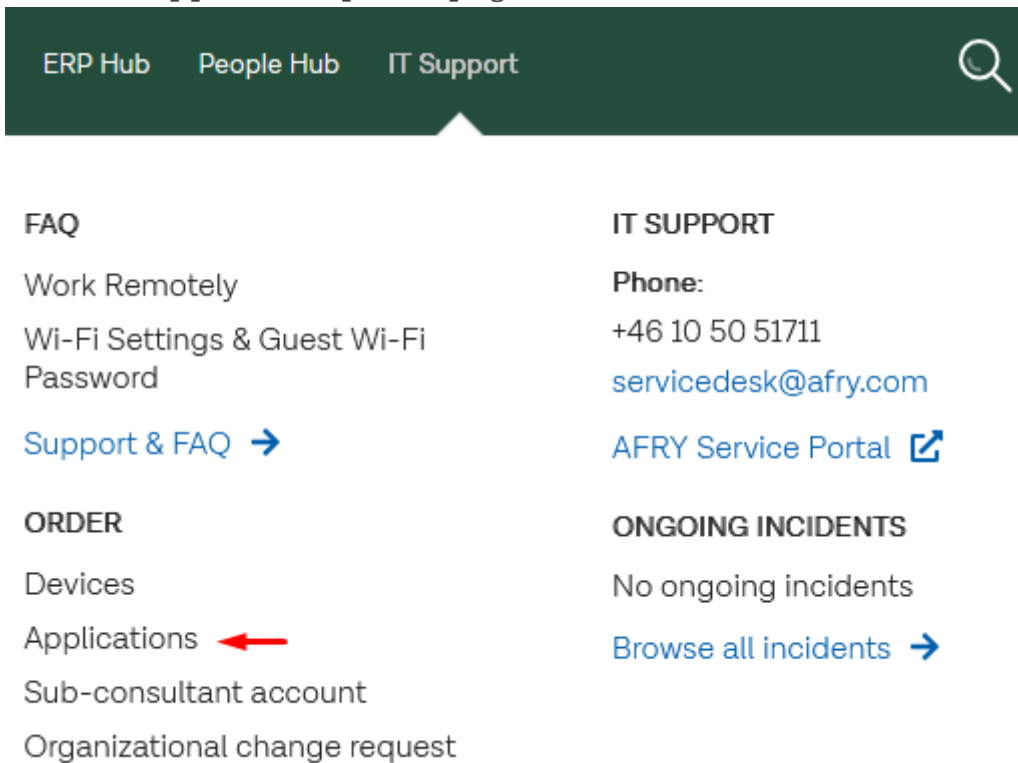 ERP Hub People Hub IT Support
FAQ
Work Remotely
Wi-Fi Settings & Guest Wi-Fi
Password
Support & FAQ
ORDER
Devices
Applications
Sub-consultant account
Organizational change request
IT SUPPORT
Phone:
+46 10 50 51711
servicedesk@afry.com
AFRY Service Portal
ONGOING INCIDENTS
No ongoing incidents
Browse all incidents